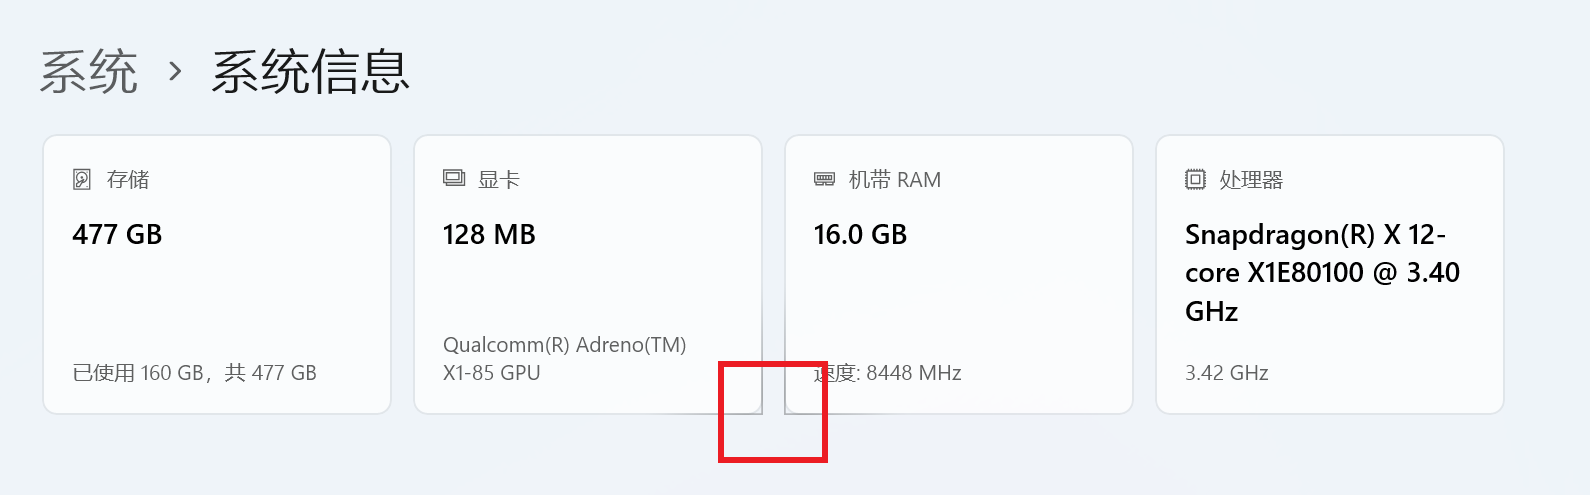 系统 › 系统信息
存储
477 GB
已使用 160 GB，共 477 GB
显卡
128 MB
Qualcomm(R) Adreno(TM)
X1-85 GPU
机带 RAM
16.0 GB
速度: 8448 MHz
处理器
Snapdragon(R) X 12-
core X1E80100 @ 3.40
GHz
3.42 GHz